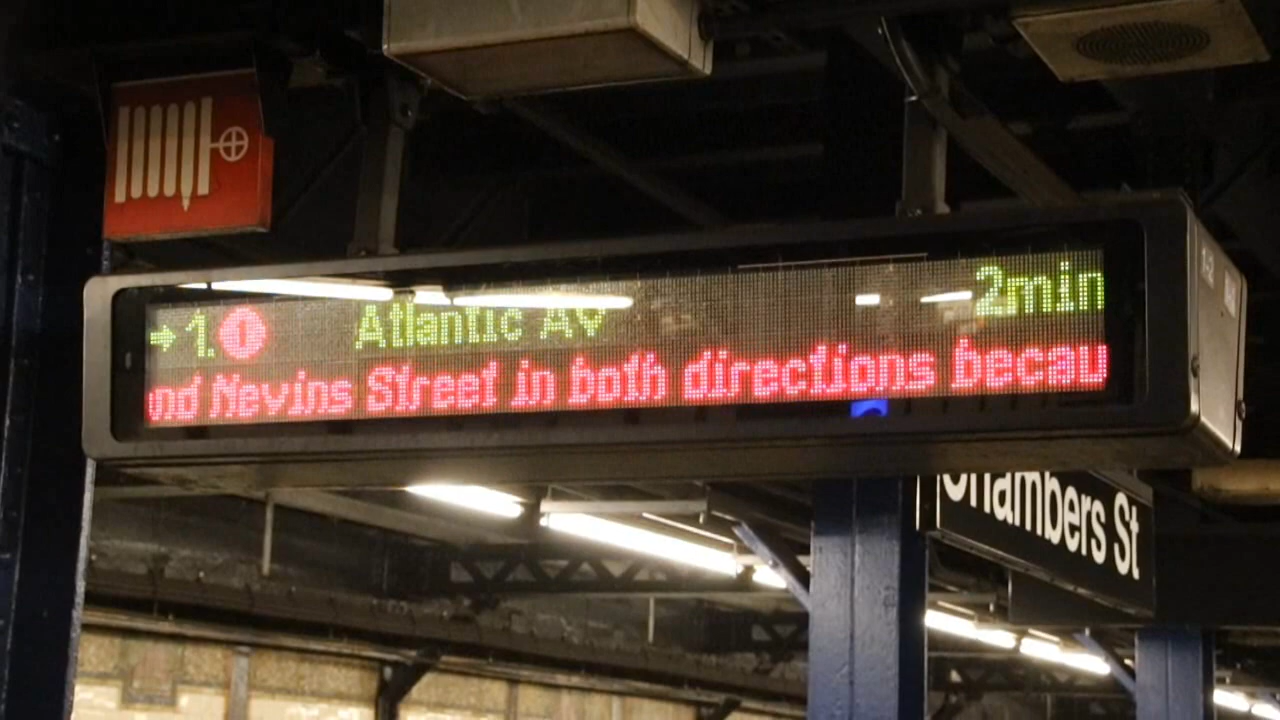 ➔ 1. 1 Atlantic Av 2min
nd Nevins Street in both directions becau
Chambers St